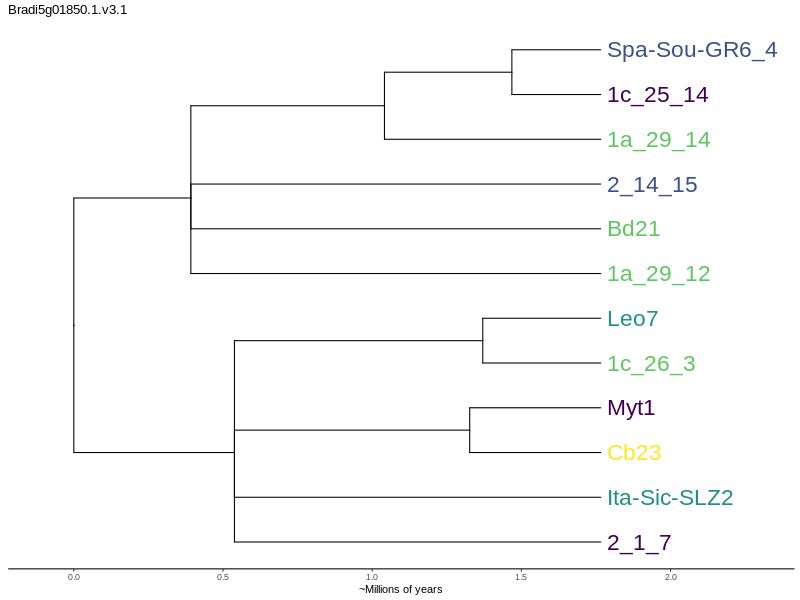 Bradi5g01850.1.v3.1
Spa-Sou-GR6_4
1c_25_14
1a_29_14
2_14_15
Bd21
1a_29_12
Leo7
1c_26_3
Myt1
Cb23
Ita-Sic-SLZ2
2_1_7
0.0 0.5 1.0 1.5 2.0
~Millions of years